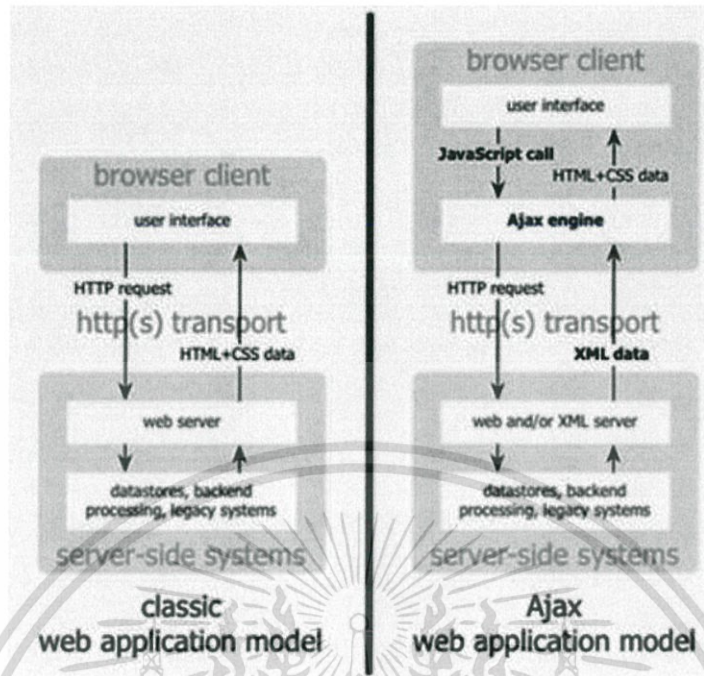 browser client
user interface
HTTP request
http(s) transport
HTML+CSS data
web server
datastores, backend
processing, legacy systems
server-side systems
classic
web application model
browser client
user interface
JavaScript call
HTML+CSS data
Ajax engine
HTTP request
http(s) transport
XML data
web and/or XML server
datastores, backend
processing, legacy systems
server-side systems
Ajax
web application model